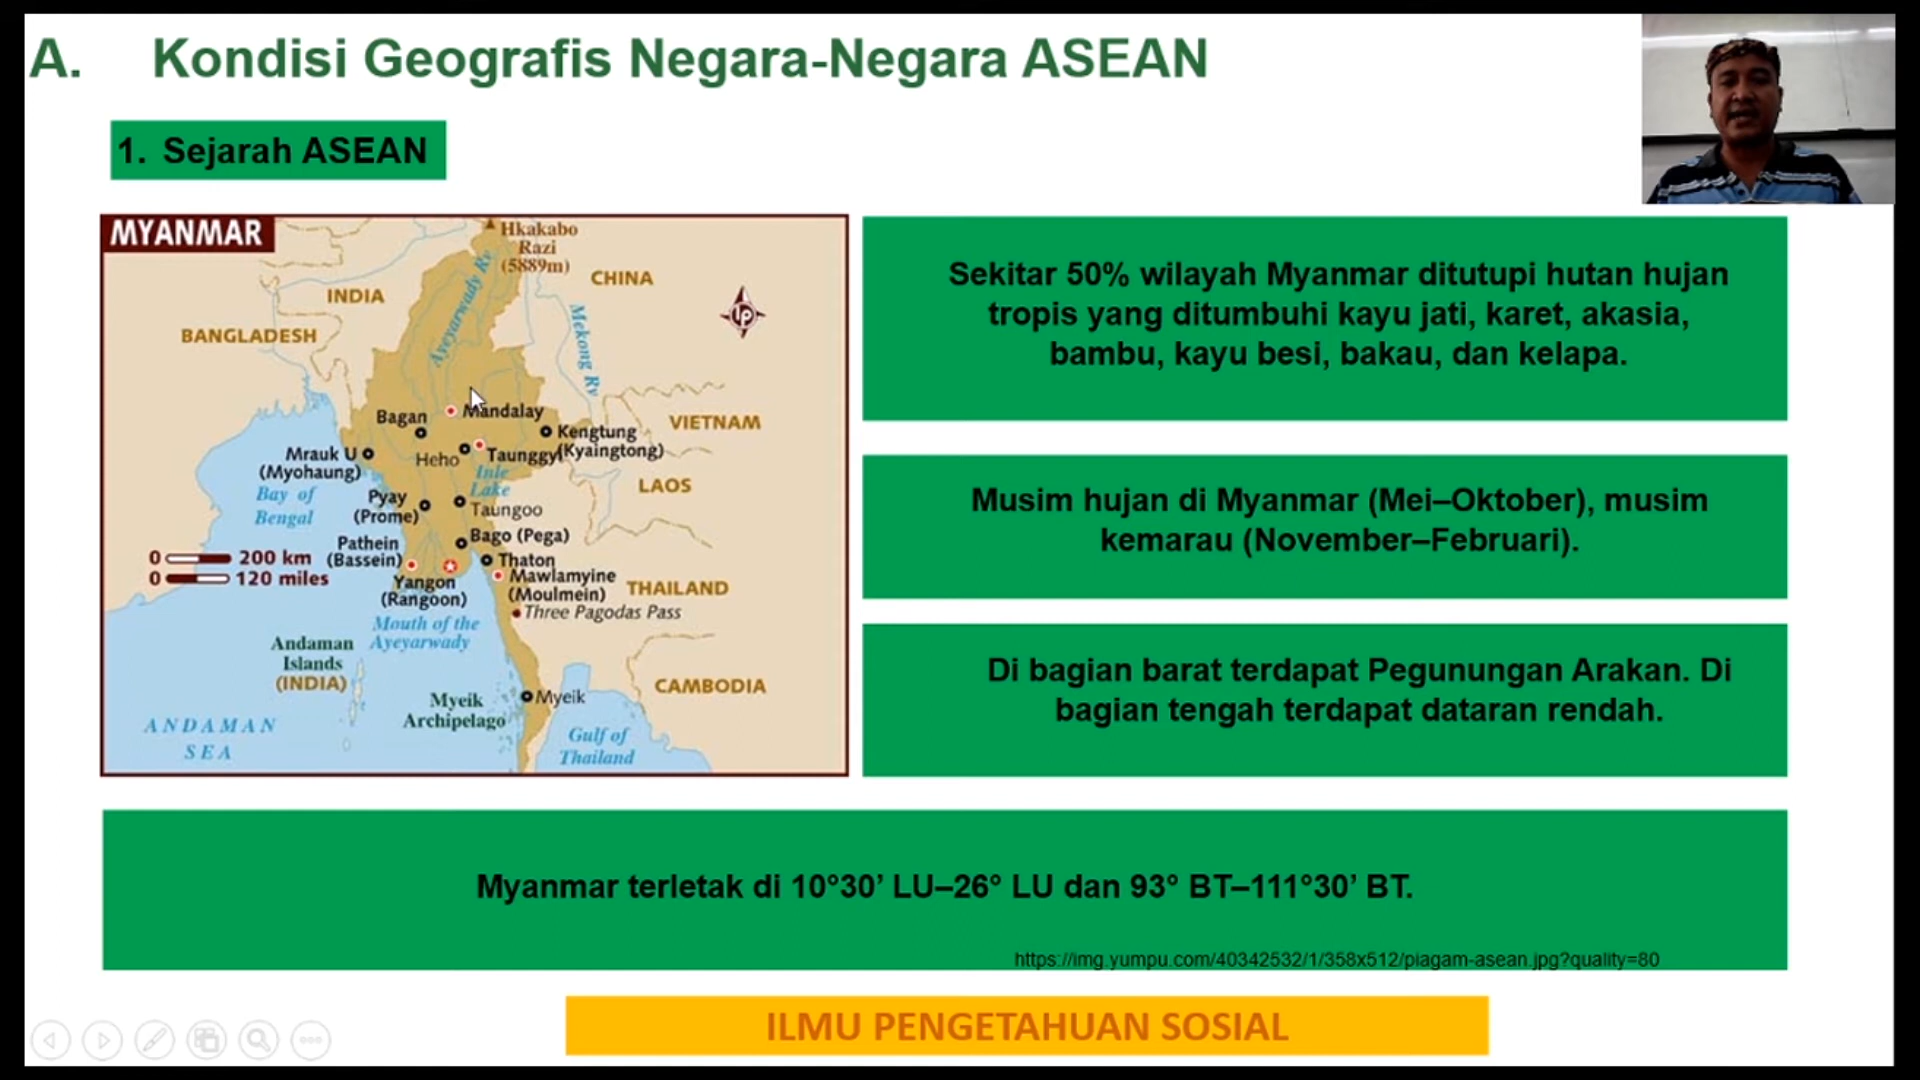 A. Kondisi Geografis Negara-Negara ASEAN
1. Sejarah ASEAN
MYANMAR
Hkakabo
Razi
(5889m)
CHINA
INDIA
BANGLADESH
Ayeyarwady Rv
Mekong Rv
lp
Bagan
Mandalay
VIETNAM
Kengtung
(Kyaingtong)
Mrauk U
(Myohaung)
Heho
Taunggyi
Inle
Lake
LAOS
Bay of
Bengal
Pyay
(Prome)
Taungoo
Bago (Pega)
Pathein
(Bassein)
0 200 km
0 120 miles
Thaton
Mawlamyine
(Moulmein)
THAILAND
Yangon
(Rangoon)
Three Pagodas Pass
Mouth of the
Ayeyarwady
Andaman
Islands
(INDIA)
CAMBODIA
Myeik
Archipelago
Myeik
ANDAMAN
SEA
Gulf of
Thailand
Sekitar 50% wilayah Myanmar ditutupi hutan hujan
tropis yang ditumbuhi kayu jati, karet, akasia,
bambu, kayu besi, bakau, dan kelapa.
Musim hujan di Myanmar (Mei–Oktober), musim
kemarau (November–Februari).
Di bagian barat terdapat Pegunungan Arakan. Di
bagian tengah terdapat dataran rendah.
Myanmar terletak di 10°30’ LU–26° LU dan 93° BT–111°30’ BT.
https://img.yumpu.com/40342532/1/358x512/piagam-asean.jpg?quality=80
ILMU PENGETAHUAN SOSIAL